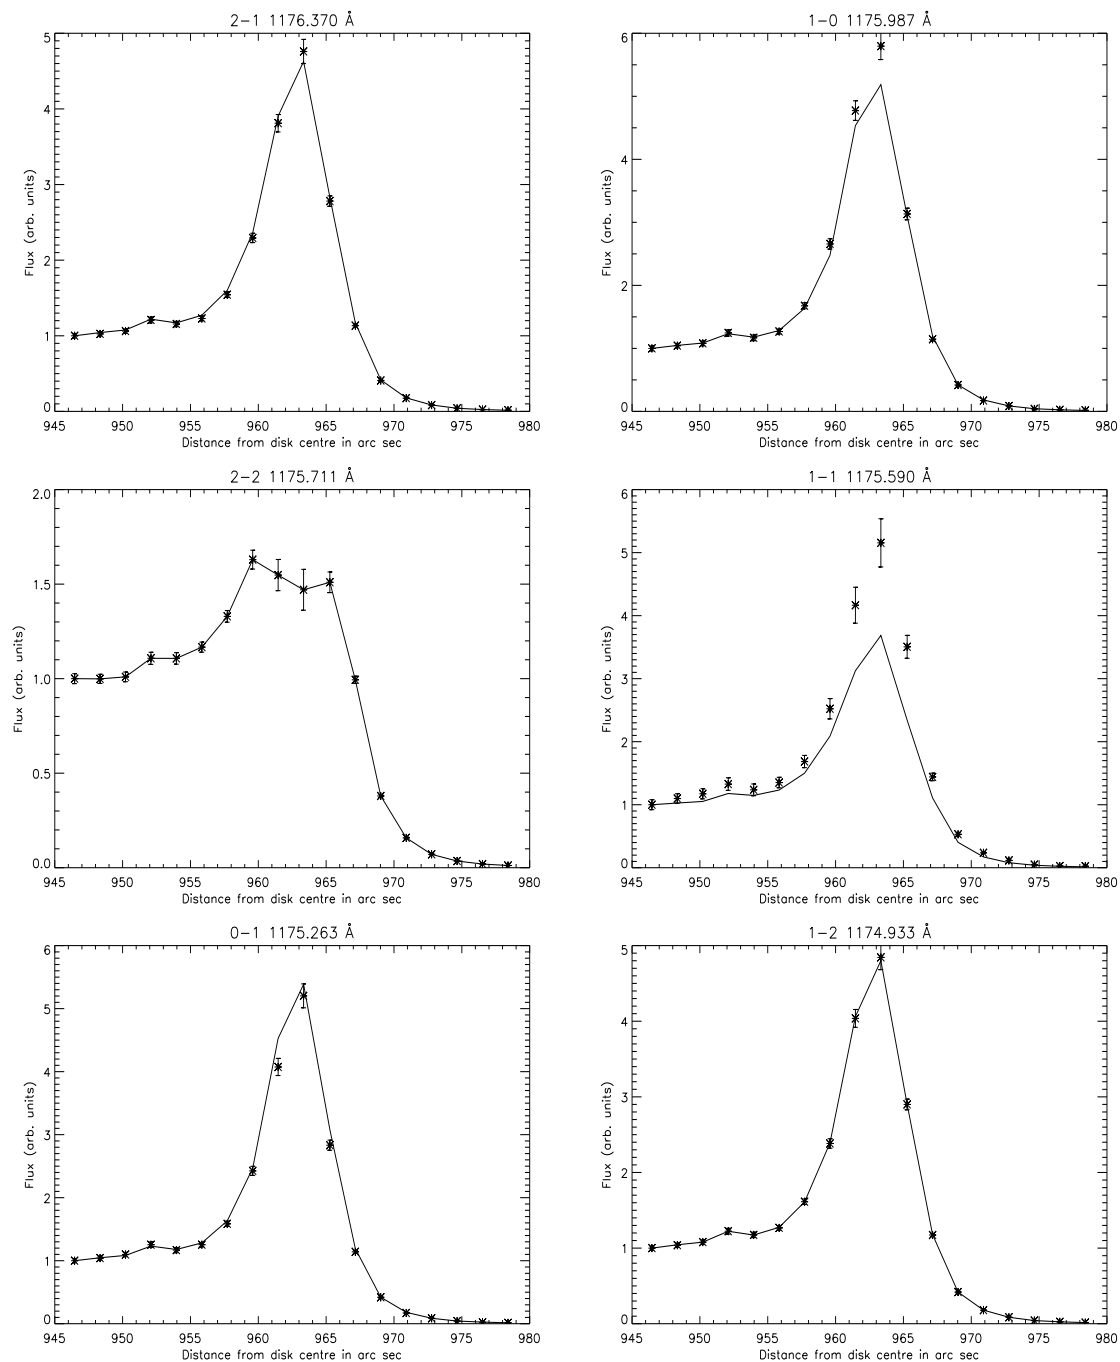 2−1 1176.370 Å
Flux (arb. units)
5
4
3
2
1
0
945 950 955 960 965 970 975 980
Distance from disk centre in arc sec
1−0 1175.987 Å
Flux (arb. units)
6
4
2
0
945 950 955 960 965 970 975 980
Distance from disk centre in arc sec
2−2 1175.711 Å
Flux (arb. units)
2.0
1.5
1.0
0.5
0.0
945 950 955 960 965 970 975 980
Distance from disk centre in arc sec
1−1 1175.590 Å
Flux (arb. units)
6
5
4
3
2
1
0
945 950 955 960 965 970 975 980
Distance from disk centre in arc sec
0−1 1175.263 Å
Flux (arb. units)
6
5
4
3
2
1
0
945 950 955 960 965 970 975 980
Distance from disk centre in arc sec
1−2 1174.933 Å
Flux (arb. units)
5
4
3
2
1
0
945 950 955 960 965 970 975 980
Distance from disk centre in arc sec